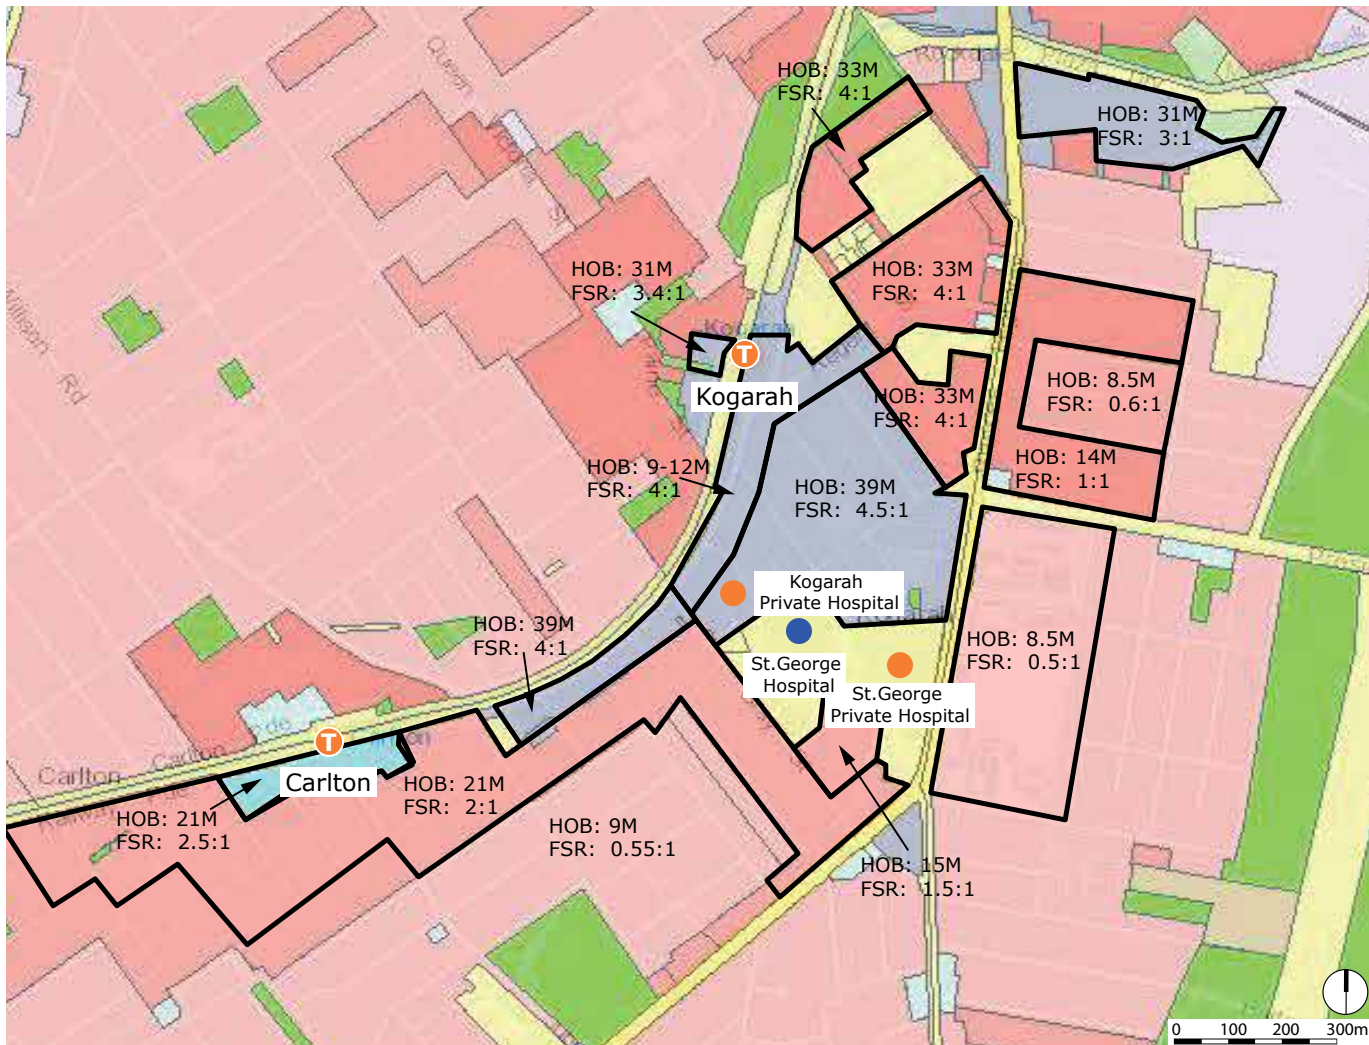 HOB: 33M
FSR: 4:1
HOB: 31M
FSR: 3:1
HOB: 31M
FSR: 3.4:1
HOB: 33M
FSR: 4:1
T
Kogarah
HOB: 8.5M
FSR: 0.6:1
HOB: 33M
FSR: 4:1
HOB: 14M
FSR: 1:1
HOB: 9-12M
FSR: 4:1
HOB: 39M
FSR: 4.5:1
Kogarah
Private Hospital
HOB: 39M
FSR: 4:1
HOB: 8.5M
FSR: 0.5:1
St.George
Hospital
St.George
Private Hospital
T
Carlton
Carlton
Carlton
HOB: 21M
FSR: 2:1
HOB: 21M
FSR: 2.5:1
HOB: 9M
FSR: 0.55:1
HOB: 15M
FSR: 1.5:1
0 100 200 300m